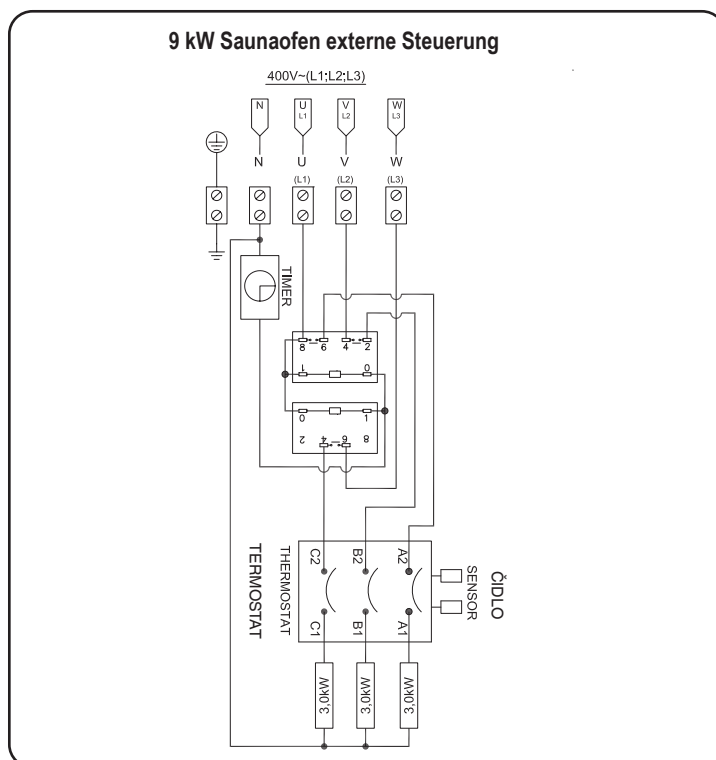 9 kW Saunaofen externe Steuerung
400V~(L1;L2;L3)
N
U
L1
V
L2
W
L3
N U V W
(L1) (L2) (L3)
TIMER
8 6 4 2
1 0
0 1
2 4 6 8
C2 B2 A2
TERMOSTAT
THERMOSTAT
SENSOR
ČIDLO
C1 B1 A1
3,0kW 3,0kW 3,0kW